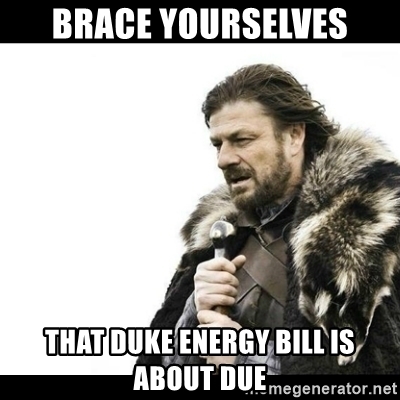 BRACE YOURSELVES
THAT DUKE ENERGY BILL IS
ABOUT DUE
memegenerator.net